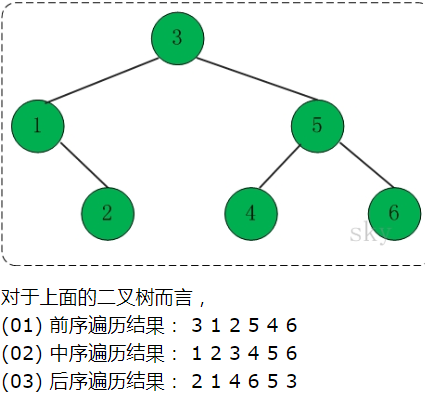 3
1 5
2 4 6
sky
对于上面的二叉树而言，
(01) 前序遍历结果： 3 1 2 5 4 6
(02) 中序遍历结果： 1 2 3 4 5 6
(03) 后序遍历结果： 2 1 4 6 5 3